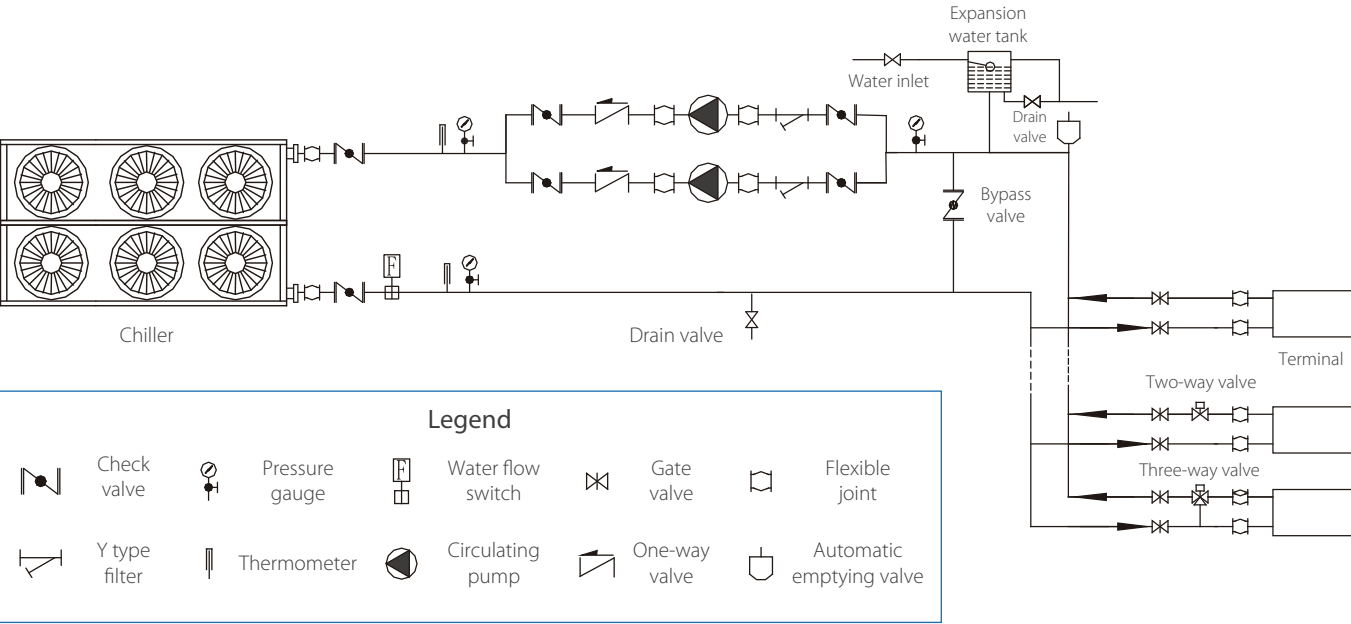 Expansion
water tank
Water inlet
Drain
valve
Bypass
valve
F
Chiller
Drain valve
Terminal
Two-way valve
Three-way valve
Legend
Check
valve
Pressure
gauge
F
Water flow
switch
Gate
valve
Flexible
joint
Y type
filter
Thermometer
Circulating
pump
One-way
valve
Automatic
emptying valve